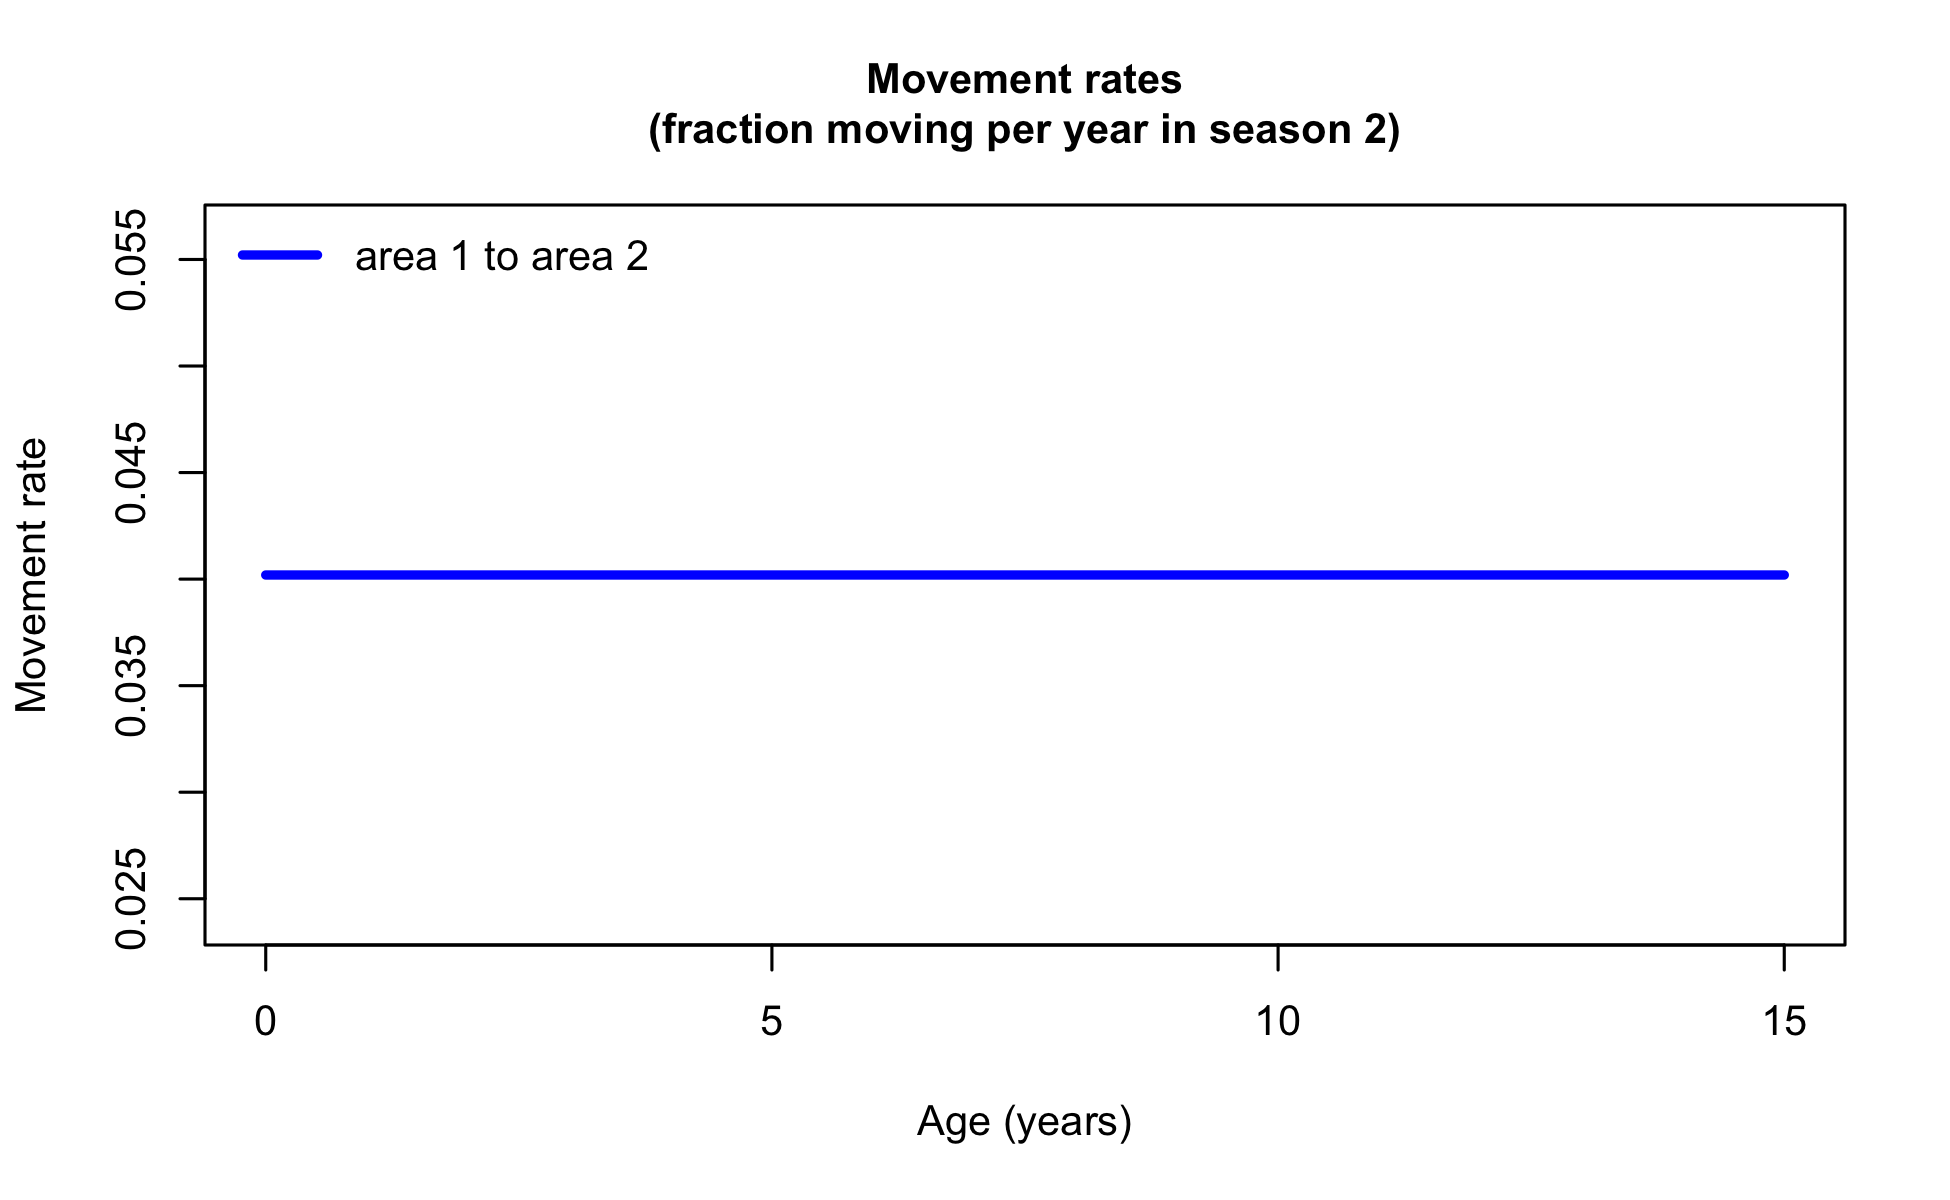 Movement rates
(fraction moving per year in season 2)
area 1 to area 2
0.055
0.045
0.035
0.025
Movement rate
0 5 10 15
Age (years)